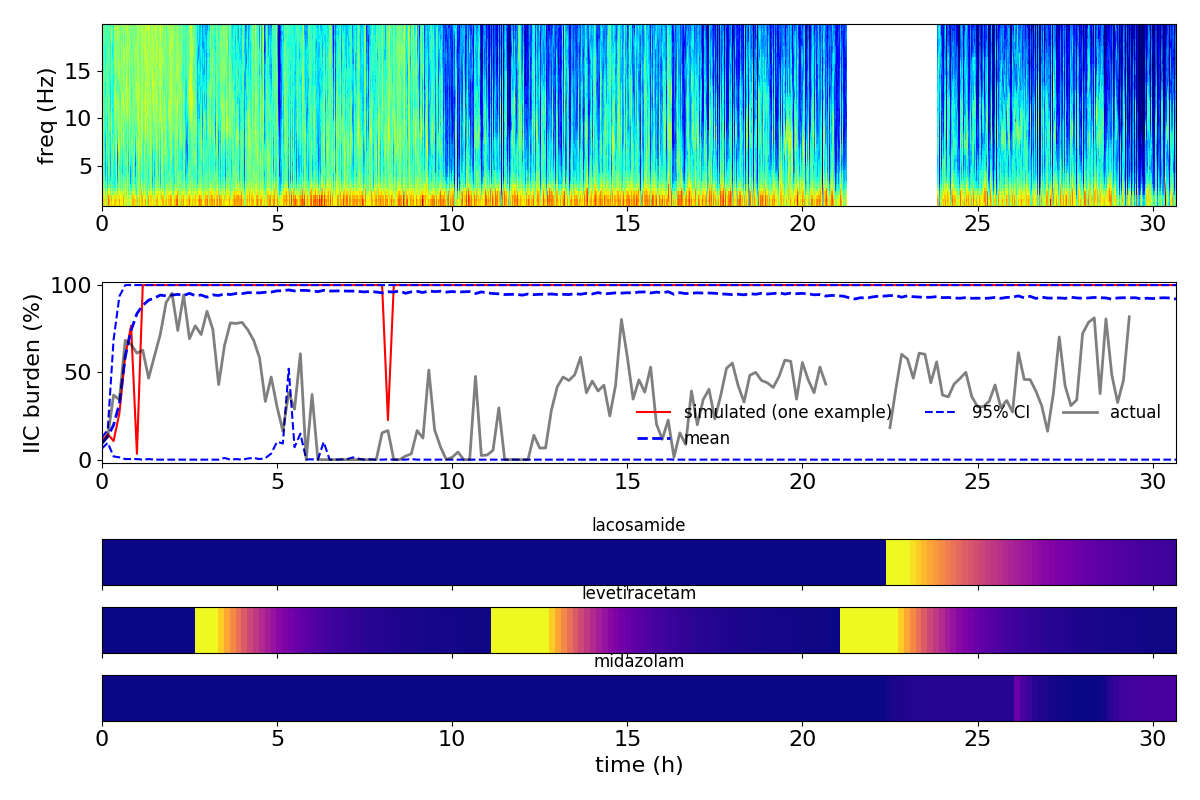 freq (Hz)
15
10
5
0 5 10 15 20 25 30
IIC burden (%)
100
50
0
simulated (one example) 95% CI actual
mean
0 5 10 15 20 25 30
lacosamide
levetiracetam
midazolam
0 5 10 15 20 25 30
time (h)